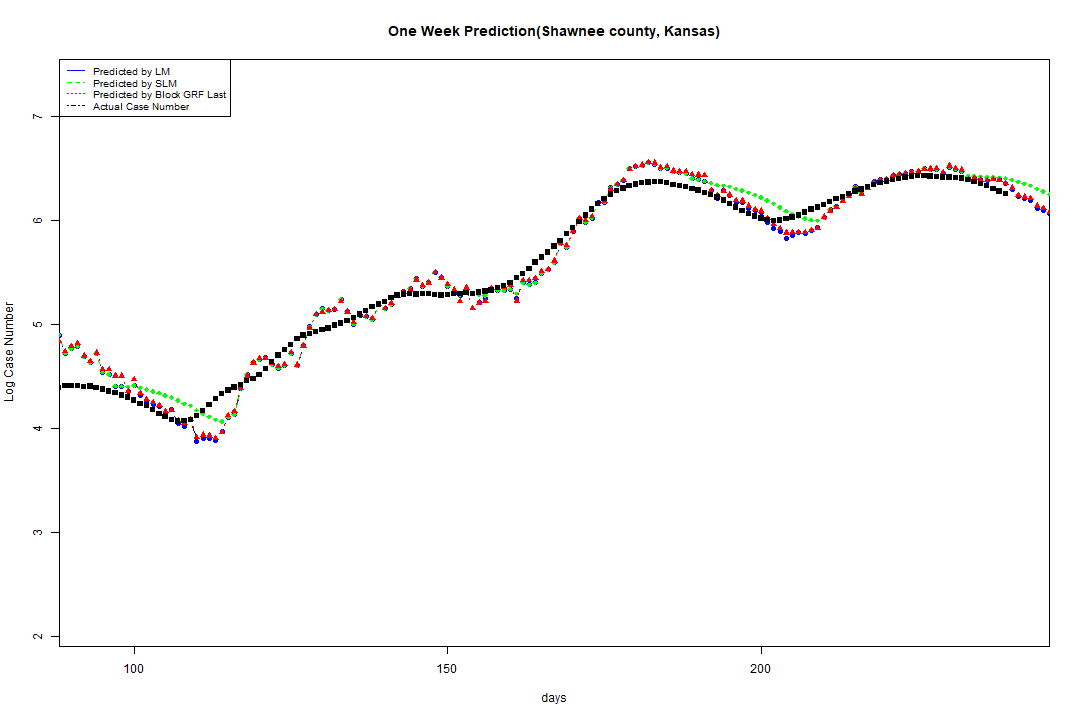 One Week Prediction(Shawnee county, Kansas)
Predicted by LM
Predicted by SLM
Predicted by Block GRF Last
Actual Case Number
7
6
5
4
3
2
Log Case Number
100
150
200
days